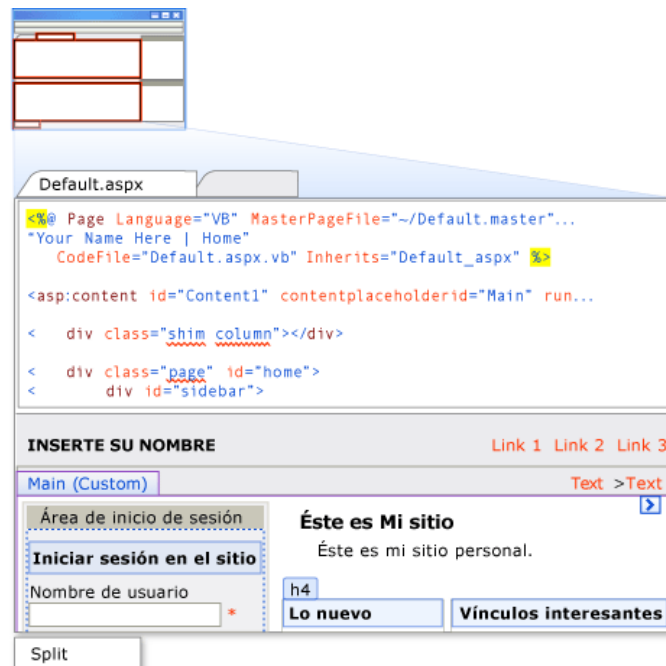 Default.aspx
<%@ Page Language="VB" MasterPageFile="~/Default.master"...
"Your Name Here | Home"
CodeFile="Default.aspx.vb" Inherits="Default_aspx" %>
<asp:content id="Content1" contentplaceholderid="Main" run...
< div class="shim column"></div>
< div class="page" id="home">
< div id="sidebar">
INSERTE SU NOMBRE Link 1 Link 2 Link 3
Main (Custom) Text >Text
Área de inicio de sesión
Éste es Mi sitio
Éste es mi sitio personal.
Iniciar sesión en el sitio
Nombre de usuario
*
h4
Lo nuevo Vínculos interesantes
Split